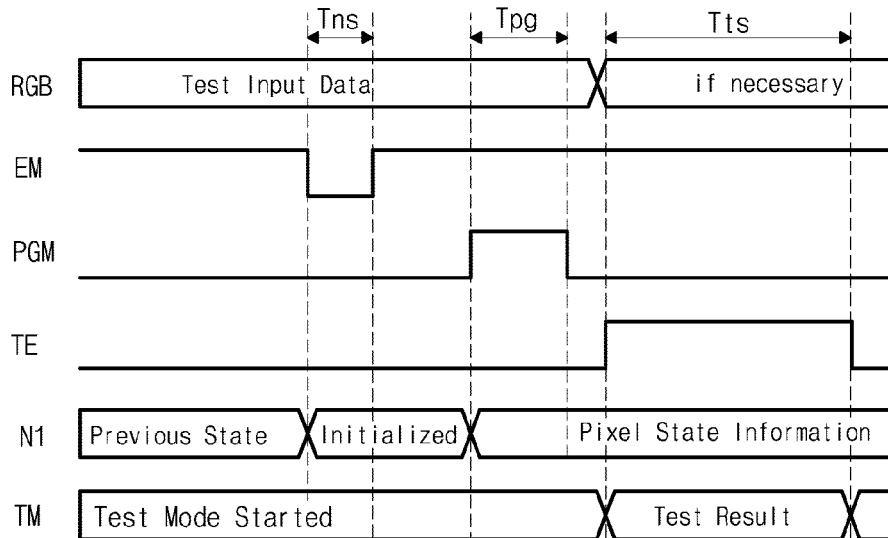 Tns Tpg Tts
RGB Test Input Data if necessary
EM
PGM
TE
N1 Previous State Initialized Pixel State Information
TM Test Mode Started Test Result